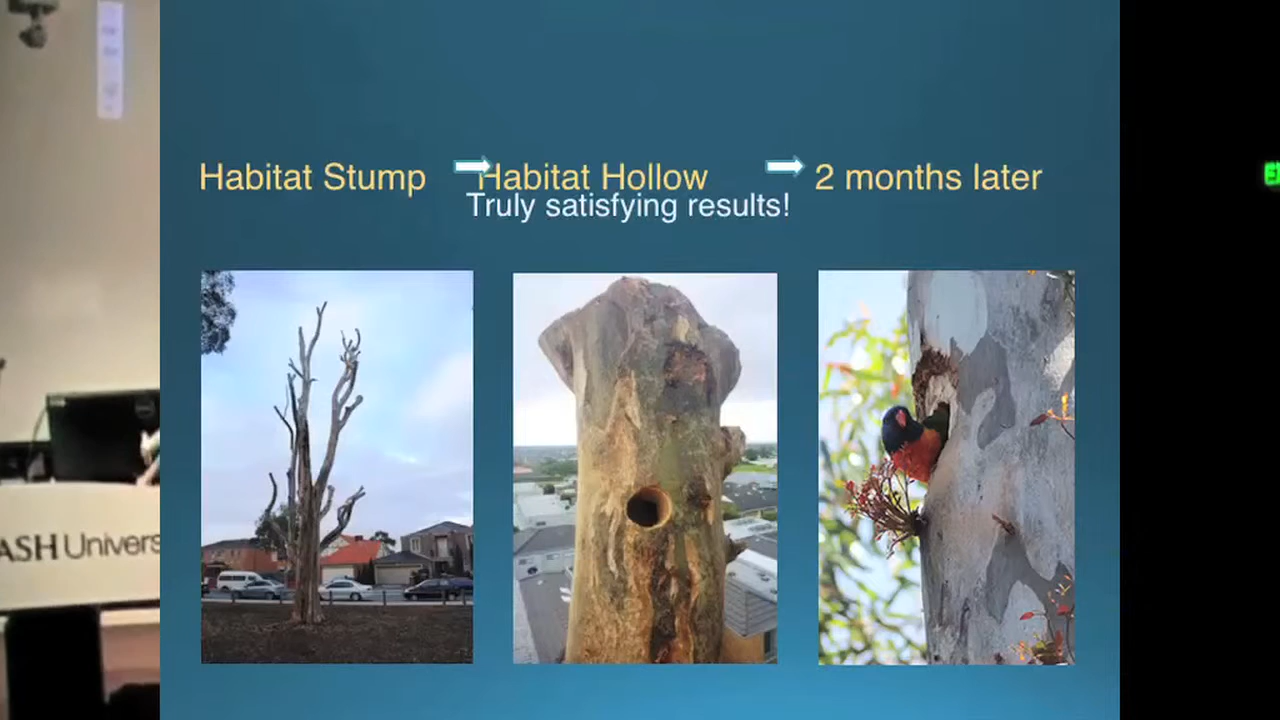 Habitat Stump Habitat Hollow 2 months later
Truly satisfying results!
ASH Univers